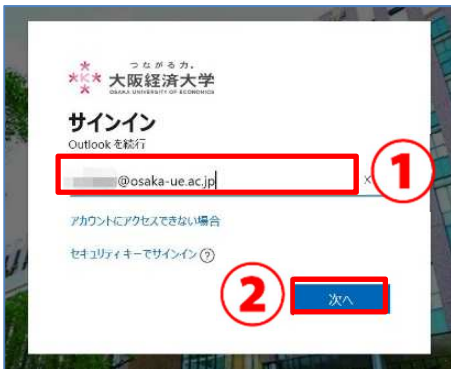 つながる力。
大阪経済大学
OSAKA UNIVERSITY OF ECONOMICS
サインイン
Outlook を続行
@osaka-ue.ac.jp
①
アカウントにアクセスできない場合
セキュリティ キーでサインイン ?
② 次へ